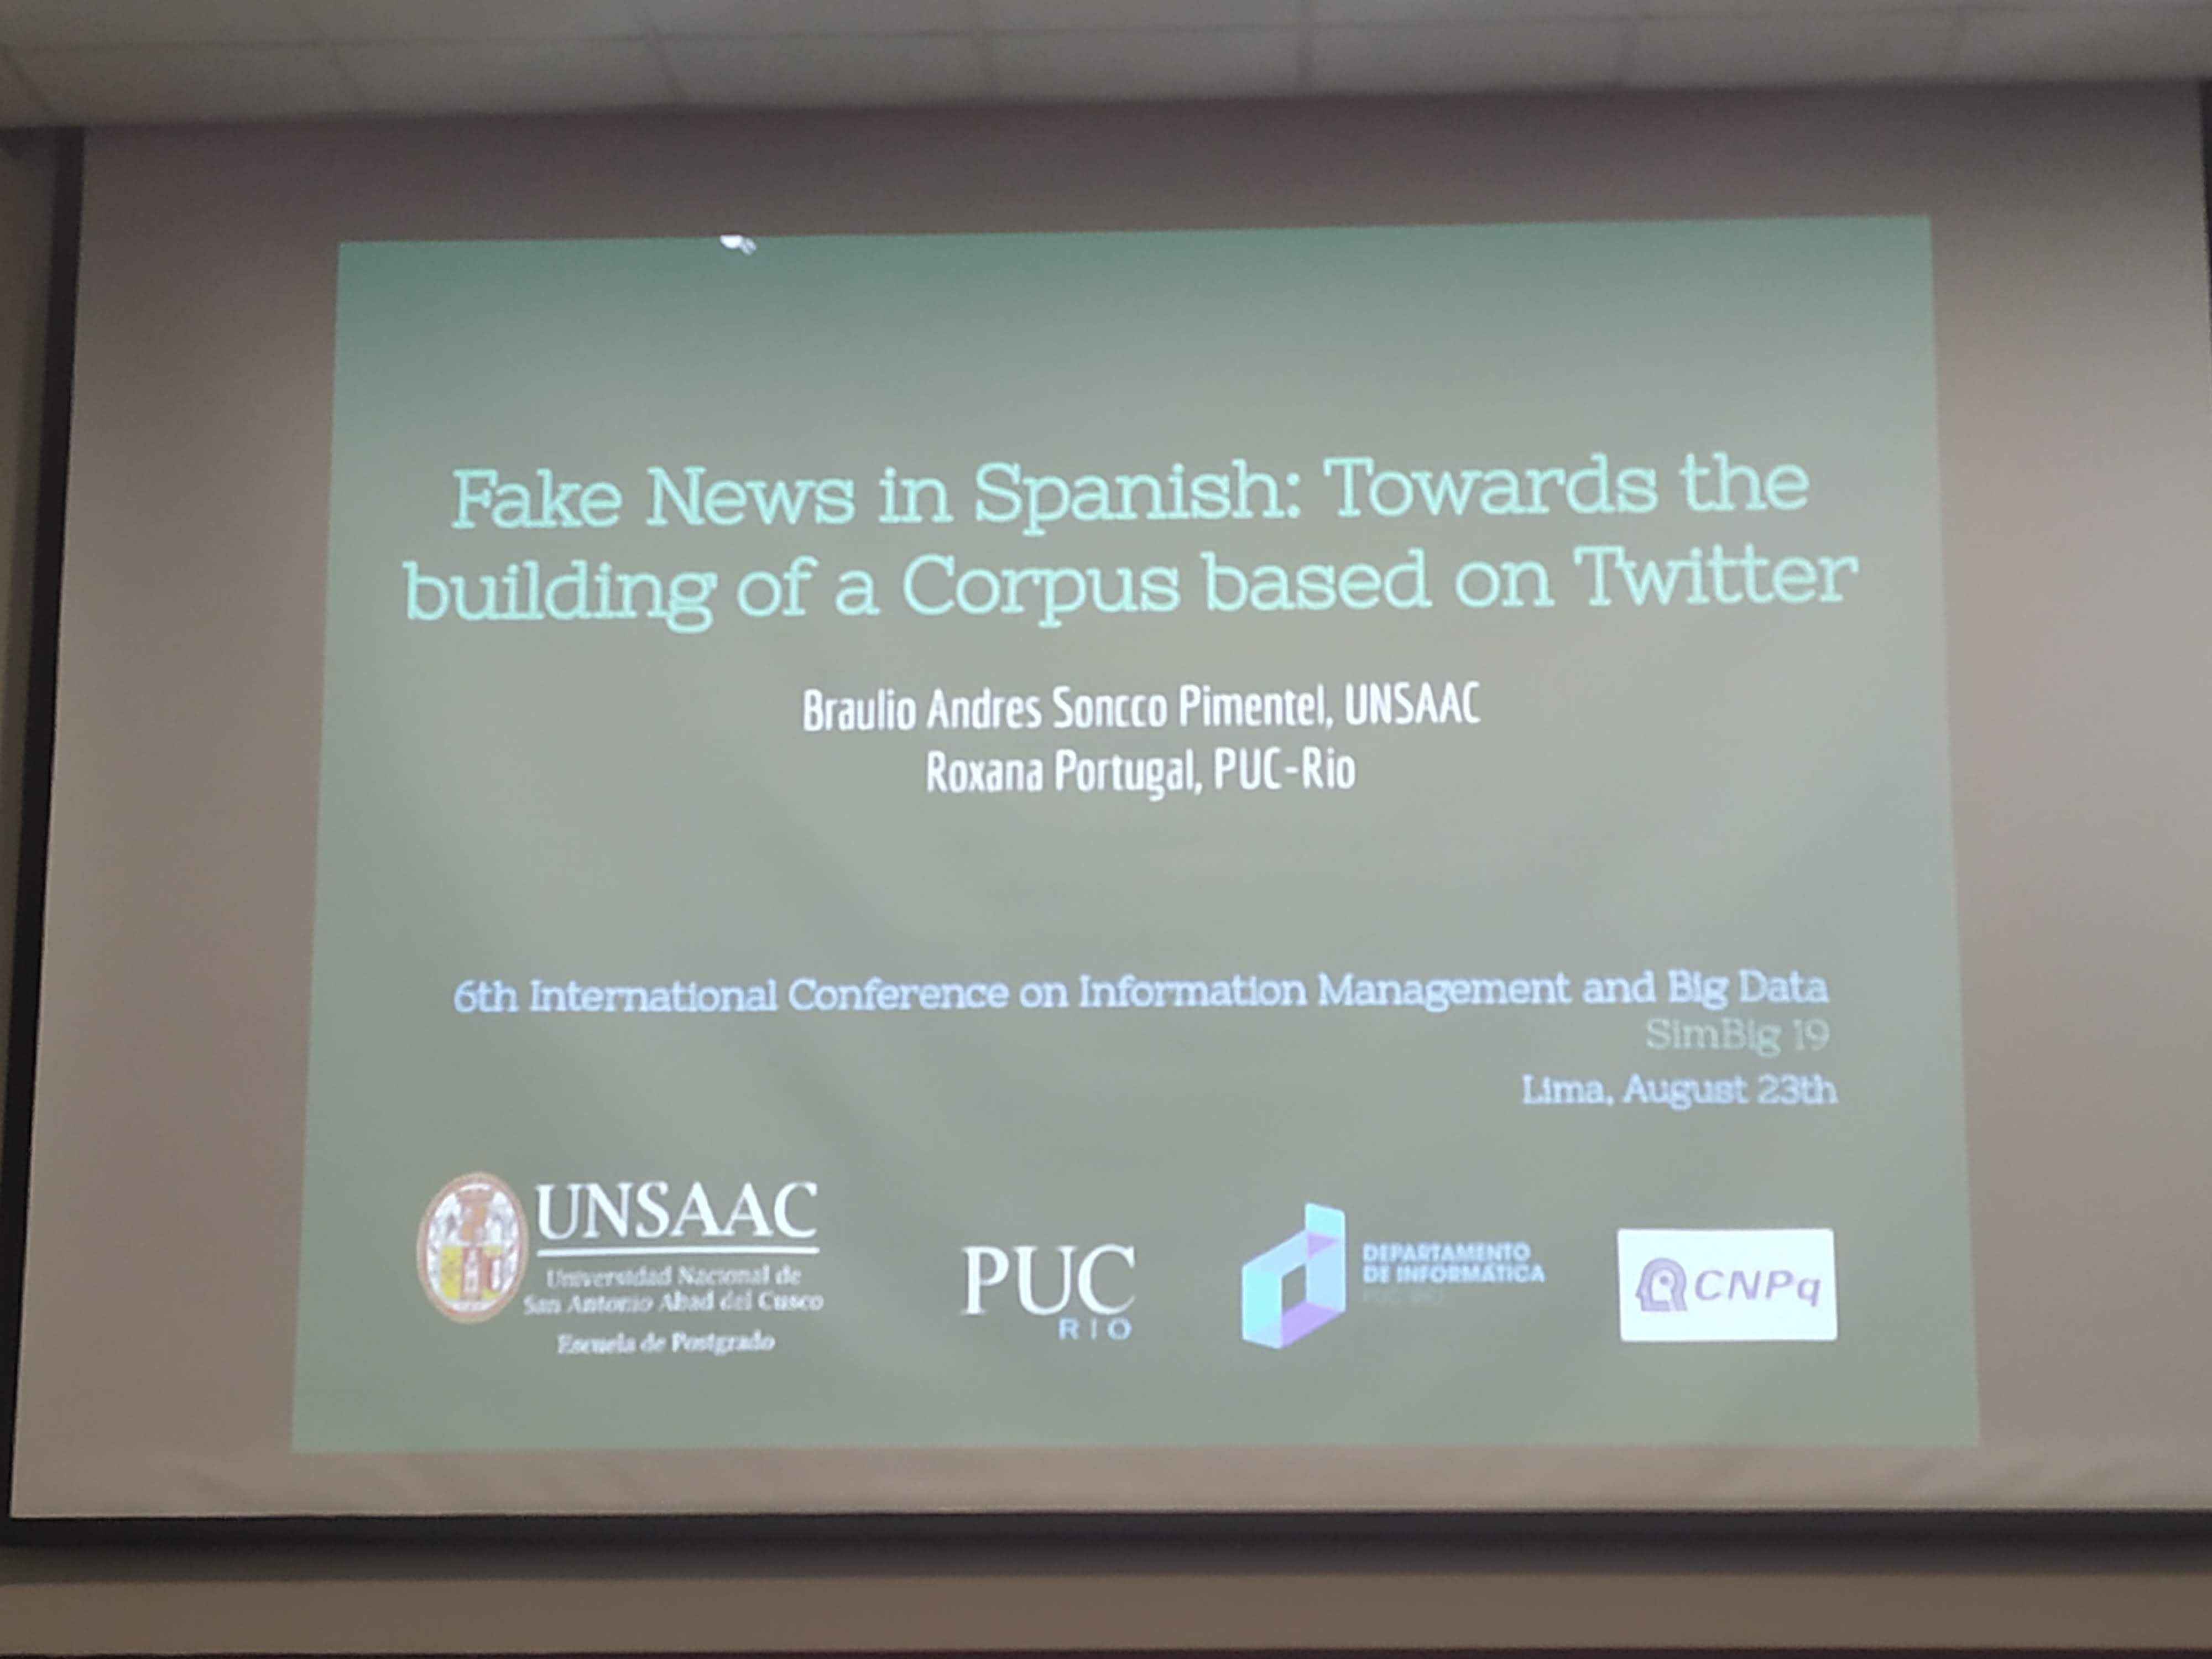 Fake News in Spanish: Towards the
building of a Corpus based on Twitter
Braulio Andres Soncco Pimentel, UNSAAC
Roxana Portugal, PUC-Rio
6th International Conference on Information Management and Big Data
SimBig 19
Lima, August 23th
UNSAAC
Universidad Nacional de
San Antonio Abad del Cusco
Escuela de Postgrado
PUC
RIO
DEPARTAMENTO
DE INFORMÁTICA
CNPq